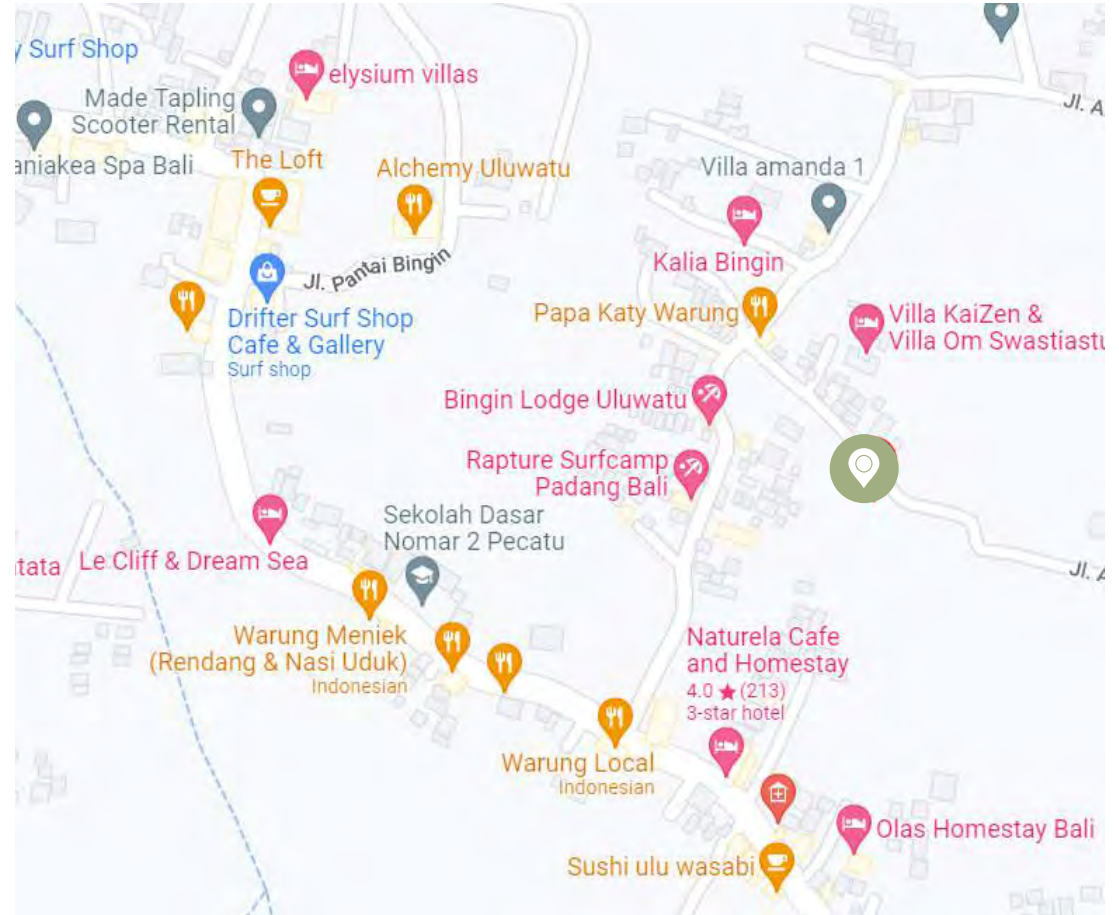 y Surf Shop
elysium villas
Made Tapling
Scooter Rental
aniakea Spa Bali
The Loft
Alchemy Uluwatu
Jl. Pantai Bingin
Drifter Surf Shop
Cafe & Gallery
Surf shop
Jl. A
Villa amanda 1
Kalia Bingin
Papa Katy Warung
Villa KaiZen &
Villa Om Swastiastu
Bingin Lodge Uluwatu
Rapture Surfcamp
Padang Bali
Sekolah Dasar
Nomar 2 Pecatu
tata
Le Cliff & Dream Sea
Jl. A
Warung Meniek
(Rendang & Nasi Uduk)
Indonesian
Naturela Cafe
and Homestay
4.0 ★ (213)
3-star hotel
Warung Local
Indonesian
Olas Homestay Bali
Sushi ulu wasabi